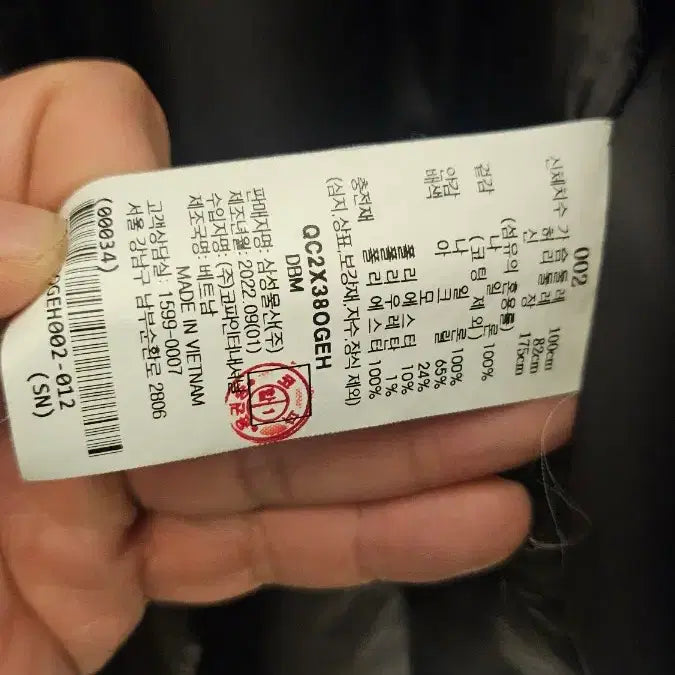 002
신체치수 가슴둘레 100cm
허리둘레 82cm
신 장 175cm
(섬유의 혼용률)
겉감 나 일 론 100%
(코팅 제외)
안감 나 일 론 100%
배색 아 크 릴 65%
모 24%
폴리 에스터 10%
폴리 우레탄 1%
충전재 폴리 에스터 100%
(심지.상표.보강재.자수.장식 제외)
QC2X38OGEH
DBM
판매자명: 삼성물산(주)
제조년월: 2022.09(01)
수입자명: (주)코파인터내셔날
제조국명: 베트남
MADE IN VIETNAM
고객상담실: 1599-0007
서울 강남구 남부순환로 2806
(00034)
OGEH002-012
(SN)